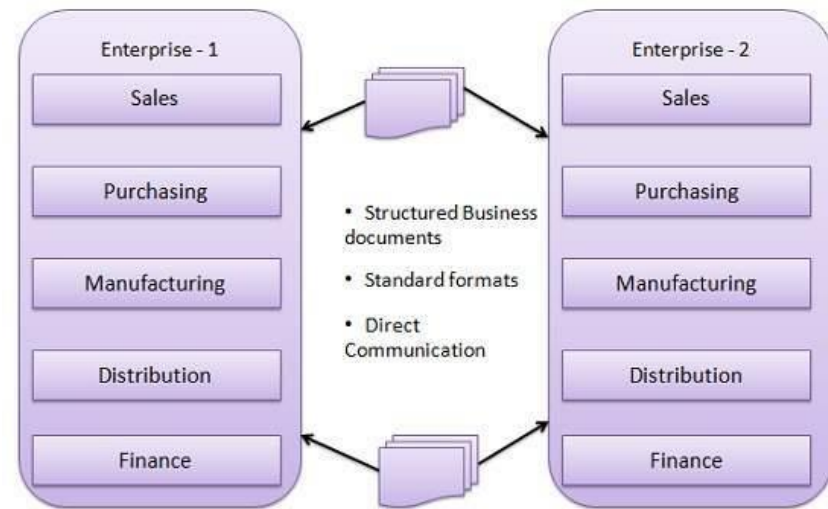 Enterprise - 1
Sales
Purchasing
Manufacturing
Distribution
Finance
• Structured Business
documents
• Standard formats
• Direct
Communication
Enterprise - 2
Sales
Purchasing
Manufacturing
Distribution
Finance